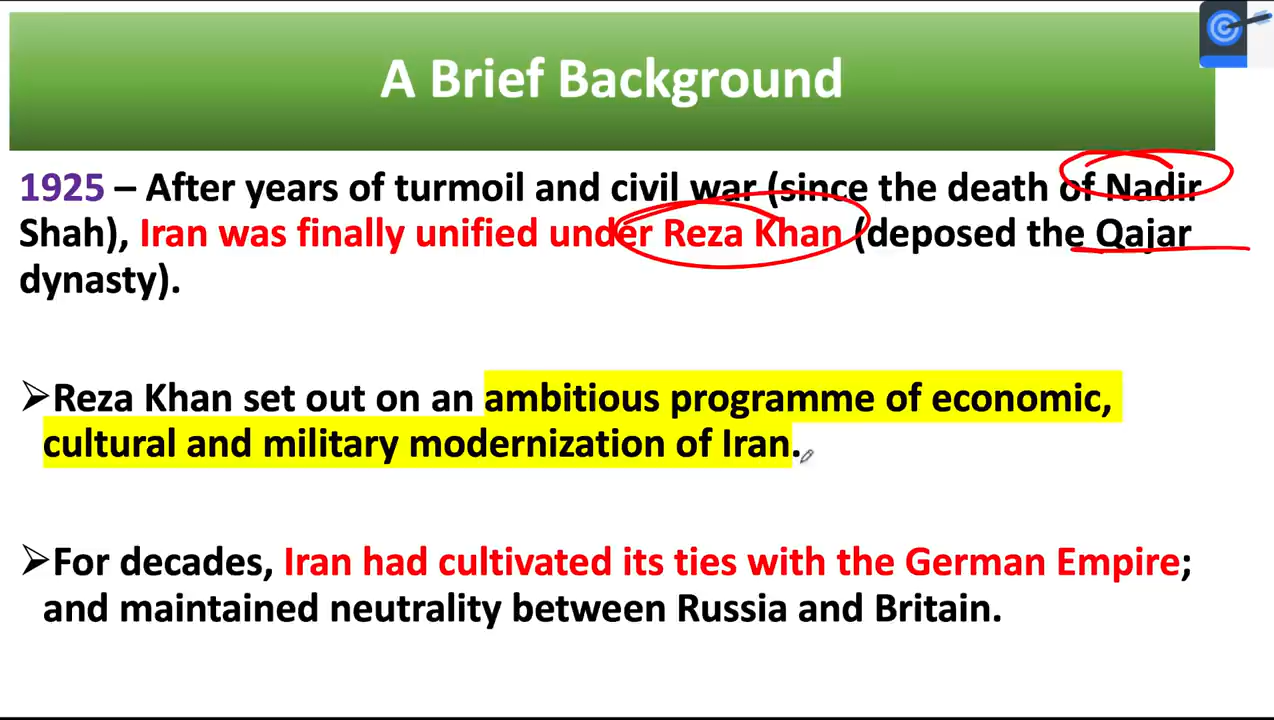 A Brief Background
1925 – After years of turmoil and civil war (since the death of Nadir
Shah), Iran was finally unified under Reza Khan (deposed the Qajar
dynasty).
➢Reza Khan set out on an ambitious programme of economic,
cultural and military modernization of Iran.
➢For decades, Iran had cultivated its ties with the German Empire;
and maintained neutrality between Russia and Britain.